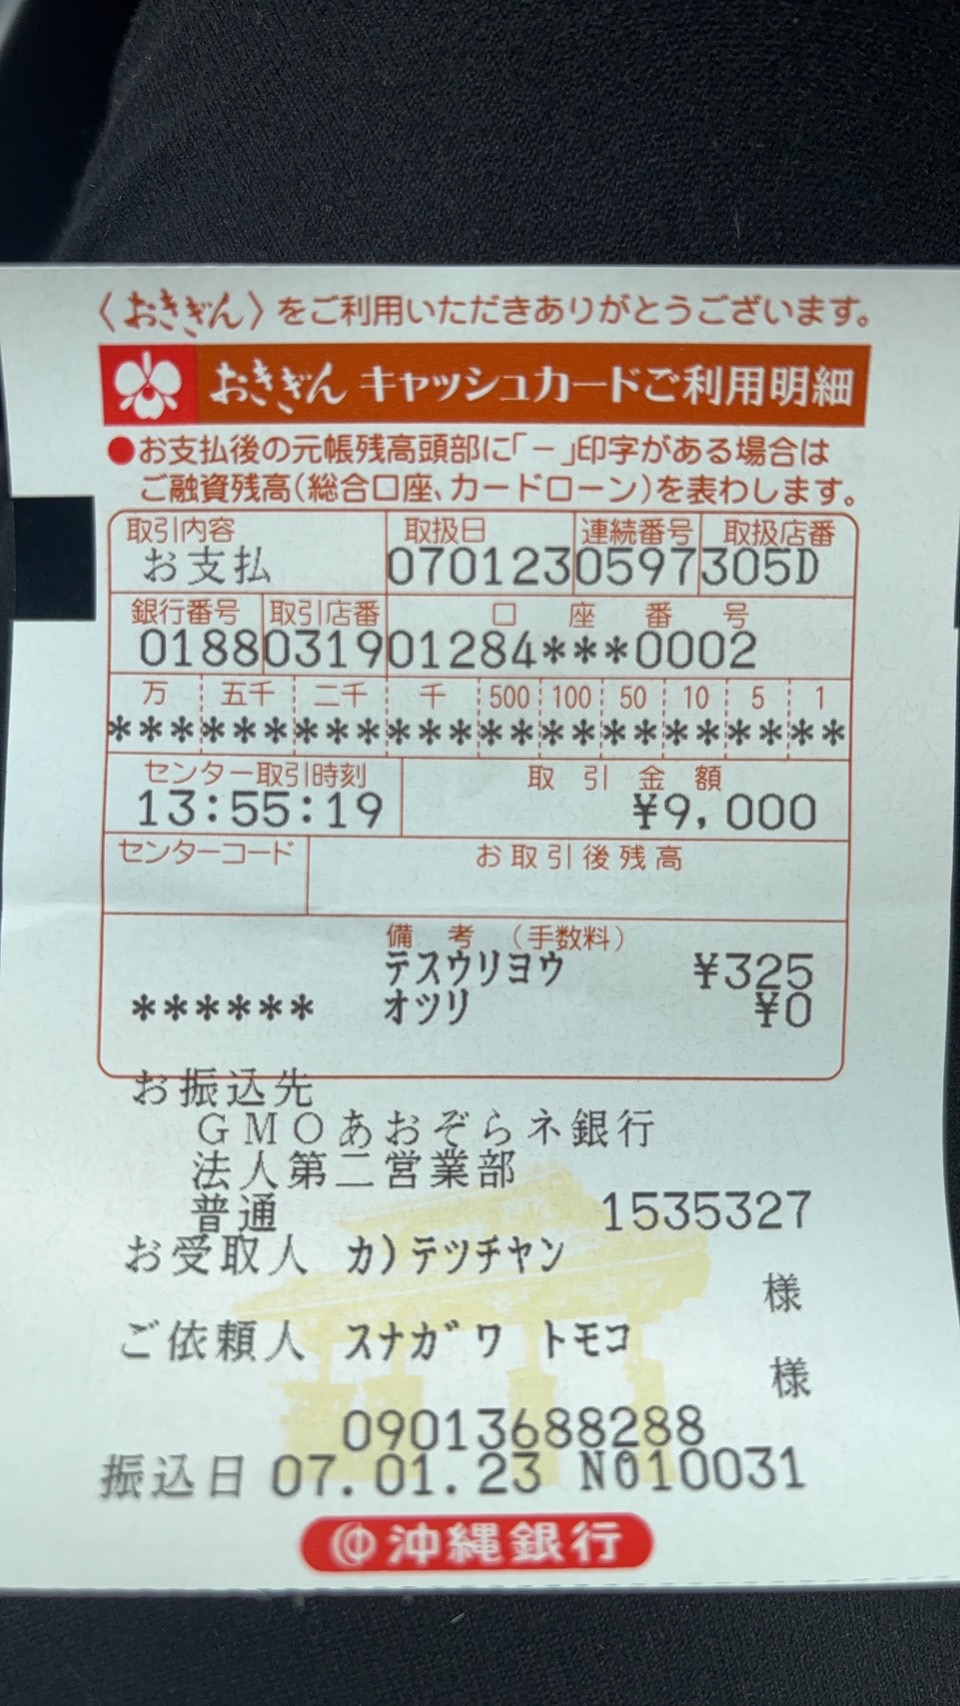 〈おきぎん〉をご利用いただきありがとうございます。
おきぎん キャッシュカードご利用明細
●お支払後の元帳残高頭部に「－」印字がある場合は
ご融資残高(総合口座、カードローン)を表わします。
取引内容 取扱日 連続番号 取扱店番
お支払 070123 0597 305D
銀行番号 取引店番 口座番号
0188 0319 01284***0002
万 五千 二千 千 500 100 50 10 5 1
*** *** *** *** ** ** ** ** ** **
センター取引時刻 取引金額
13:55:19 ¥9,000
センターコード お取引後残高
備考 (手数料)
テスウリヨウ ¥325
****** オツリ ¥0
お振込先
GMOあおぞらネ銀行
法人第二営業部
普通 1535327
お受取人 カ)テツチヤン
様
ご依頼人 スナガワ トモコ
様
09013688288
振込日 07.01.23 N010031
沖縄銀行